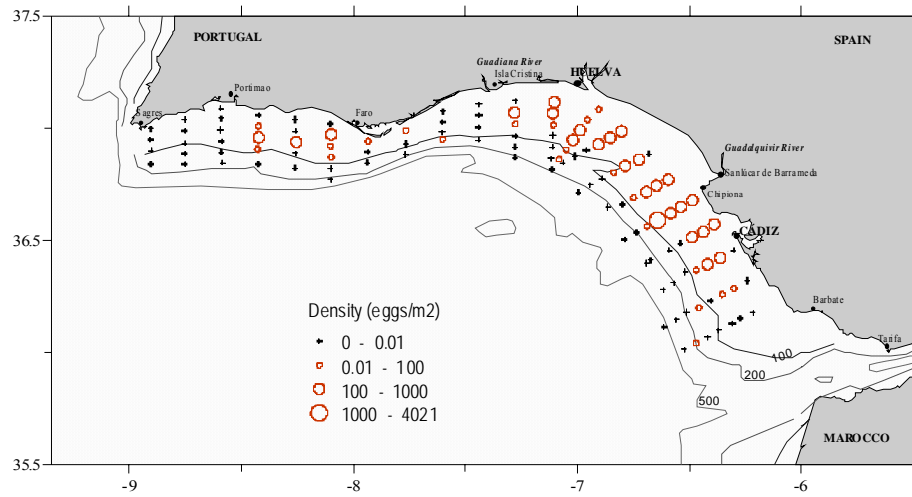 37.5
PORTUGAL
SPAIN
Guadiana River
Isla Cristina
HUELVA
Portimao
Sagres
Faro
Guadelquivir River
Sanlúcar de Barrameda
Chipiona
36.5
CÁDIZ
Density (eggs/m2)
0 - 0.01
0.01 - 100
100 - 1000
1000 - 4021
Barbate
Tarifa
100
200
500
MAROCCO
35.5
-9
-8
-7
-6